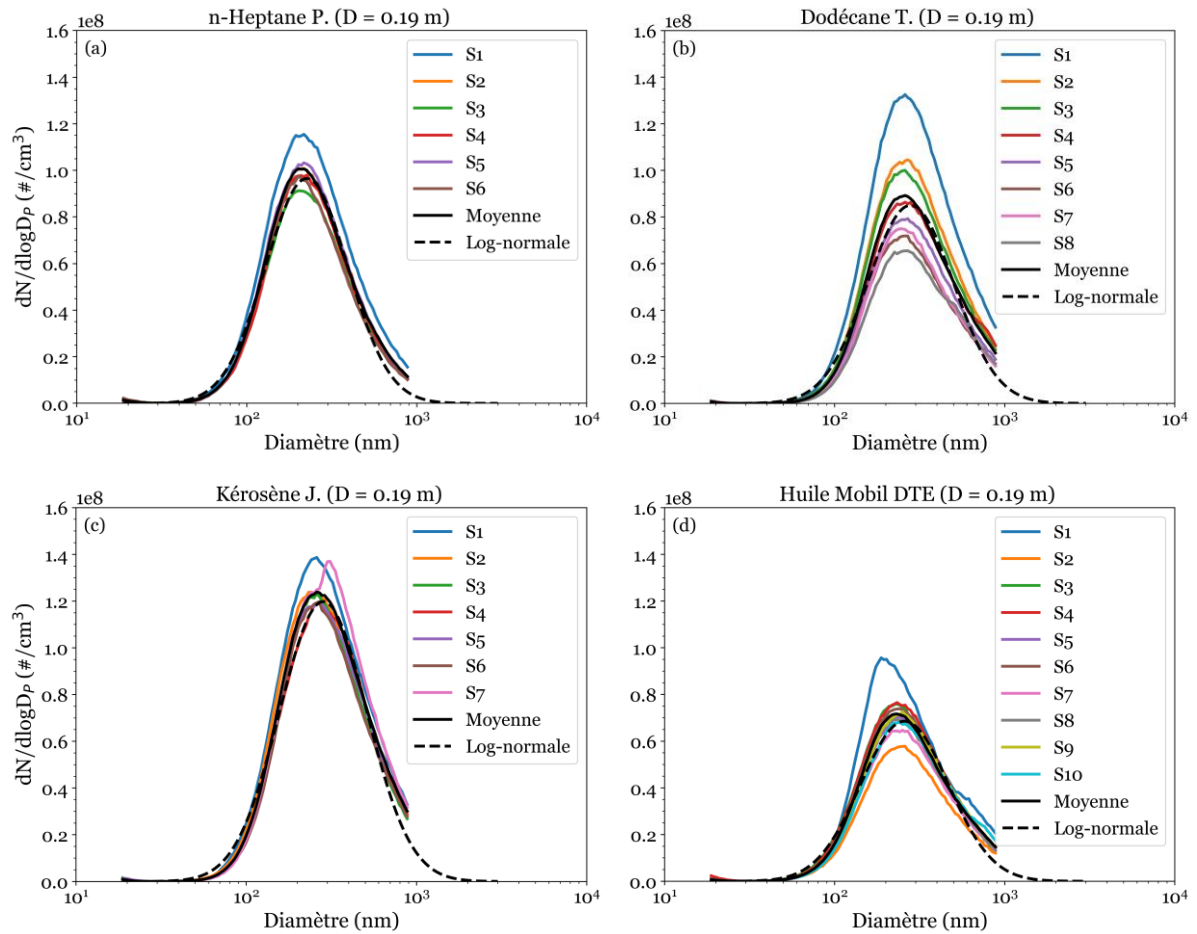 n-Heptane P. (D = 0.19 m)
1e8
(a)
1.6
1.4
1.2
1.0
0.8
0.6
0.4
0.2
0.0
dN/dlogD_P (#/cm³)
S1
S2
S3
S4
S5
S6
Moyenne
Log-normale
10¹
10²
10³
10⁴
Diamètre (nm)
Dodécane T. (D = 0.19 m)
1e8
(b)
1.6
1.4
1.2
1.0
0.8
0.6
0.4
0.2
0.0
S1
S2
S3
S4
S5
S6
S7
S8
Moyenne
Log-normale
10¹
10²
10³
10⁴
Diamètre (nm)
Kérosène J. (D = 0.19 m)
1e8
(c)
1.6
1.4
1.2
1.0
0.8
0.6
0.4
0.2
0.0
dN/dlogD_P (#/cm³)
S1
S2
S3
S4
S5
S6
S7
Moyenne
Log-normale
10¹
10²
10³
10⁴
Diamètre (nm)
Huile Mobil DTE (D = 0.19 m)
1e8
(d)
1.6
1.4
1.2
1.0
0.8
0.6
0.4
0.2
0.0
S1
S2
S3
S4
S5
S6
S7
S8
S9
S10
Moyenne
Log-normale
10¹
10²
10³
10⁴
Diamètre (nm)